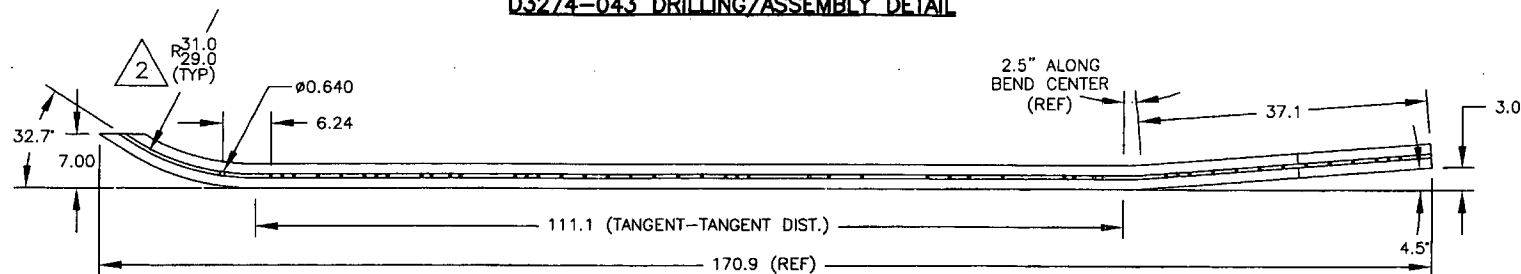 D3274-043 DRILLING/ASSEMBLY DETAIL
2
R31.0
29.0
(TYP)
ø0.640
6.24
32.7°
7.00
2.5" ALONG
BEND CENTER
(REF)
37.1
3.0
111.1 (TANGENT-TANGENT DIST.)
4.5°
170.9 (REF)